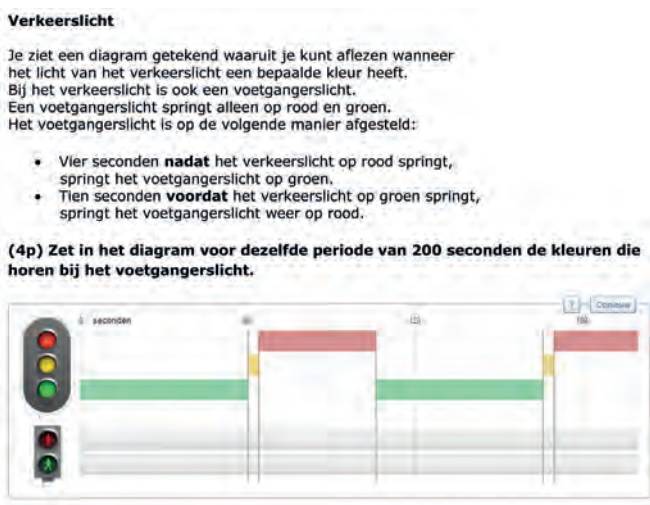 Verkeerslicht
Je ziet een diagram getekend waaruit je kunt aflezen wanneer
het licht van het verkeerslicht een bepaalde kleur heeft.
Bij het verkeerslicht is ook een voetgangerslicht.
Een voetgangerslicht springt alleen op rood en groen.
Het voetgangerslicht is op de volgende manier afgesteld:
• Vier seconden nadat het verkeerslicht op rood springt,
springt het voetgangerslicht op groen.
• Tien seconden voordat het verkeerslicht op groen springt,
springt het voetgangerslicht weer op rood.
(4p) Zet in het diagram voor dezelfde periode van 200 seconden de kleuren die
horen bij het voetgangerslicht.
? Opnieuw
0 seconden 60 120 180